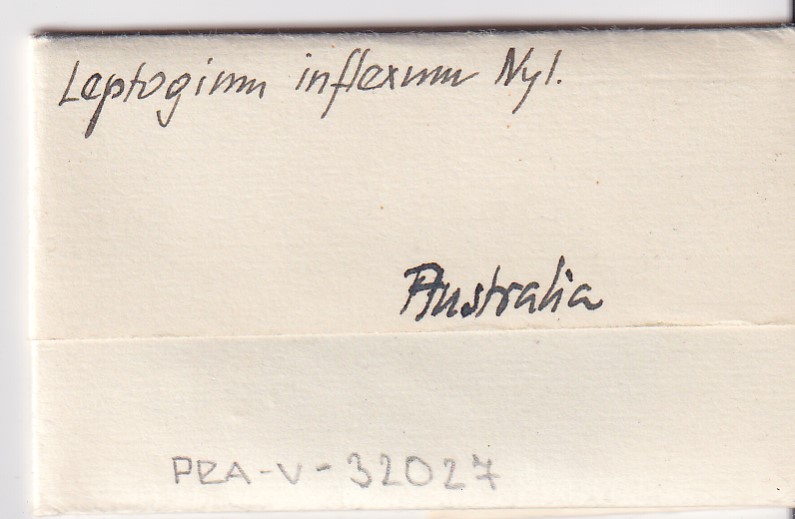 Leptogium inflexum Nyl.
Australia
PRA-V-32027